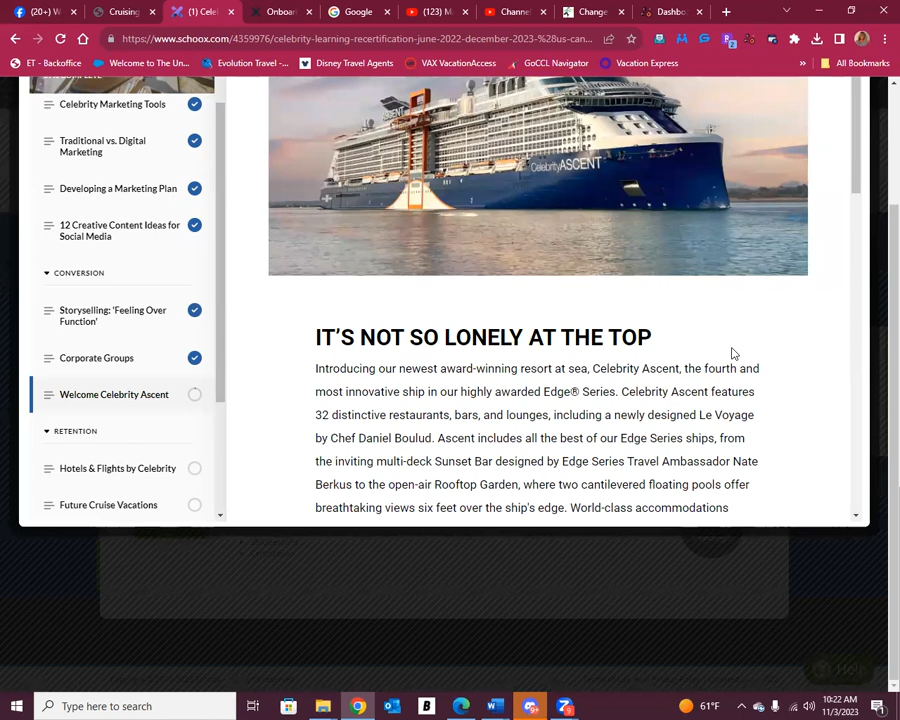 (20+) W
Cruising
(1) Cele
Onboar
Google
(123) M
Channe
Change
Dashbo
https://www.schoox.com/4359976/celebrity-learning-recertification-june-2022-december-2023-%28us-can...
ET - Backoffice
Welcome to The Un...
Evolution Travel -...
Disney Travel Agents
VAX VacationAccess
GoCCL Navigator
Vacation Express
»
All Bookmarks
Celebrity Marketing Tools
Traditional vs. Digital
Marketing
Developing a Marketing Plan
12 Creative Content Ideas for
Social Media
CONVERSION
Storyselling: 'Feeling Over
Function'
Corporate Groups
Welcome Celebrity Ascent
RETENTION
Hotels & Flights by Celebrity
Future Cruise Vacations
ASCENT
Celebrity ASCENT
IT'S NOT SO LONELY AT THE TOP
Introducing our newest award-winning resort at sea, Celebrity Ascent, the fourth and
most innovative ship in our highly awarded Edge® Series. Celebrity Ascent features
32 distinctive restaurants, bars, and lounges, including a newly designed Le Voyage
by Chef Daniel Boulud. Ascent includes all the best of our Edge Series ships, from
the inviting multi-deck Sunset Bar designed by Edge Series Travel Ambassador Nate
Berkus to the open-air Rooftop Garden, where two cantilevered floating pools offer
breathtaking views six feet over the ship's edge. World-class accommodations
Help
Type here to search
61°F
10:22 AM
11/3/2023